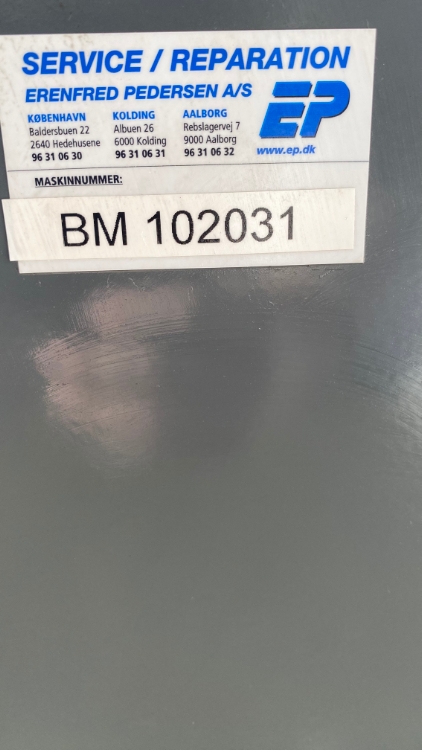 SERVICE / REPARATION
ERENFRED PEDERSEN A/S
EP
KØBENHAVN
Baldersbuen 22
2640 Hedehusene
96 31 06 30
KOLDING
Albuen 26
6000 Kolding
96 31 06 31
AALBORG
Rebslagervej 7
9000 Aalborg
96 31 06 32
www.ep.dk
MASKINNUMMER:
BM 102031